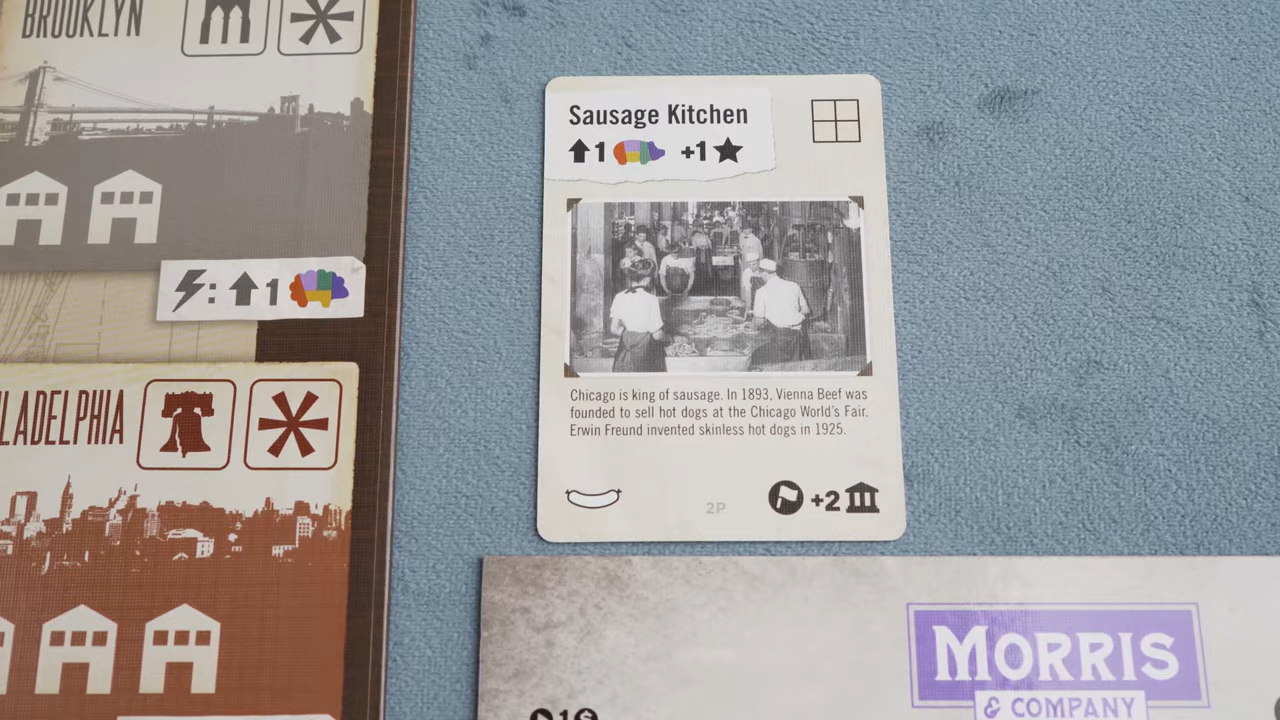 BROOKLYN
: 1
Sausage Kitchen
1 +1
Chicago is king of sausage. In 1893, Vienna Beef was
founded to sell hot dogs at the Chicago World's Fair.
Erwin Freund invented skinless hot dogs in 1925.
2P
+2
ILADELPHIA
MORRIS
& COMPANY